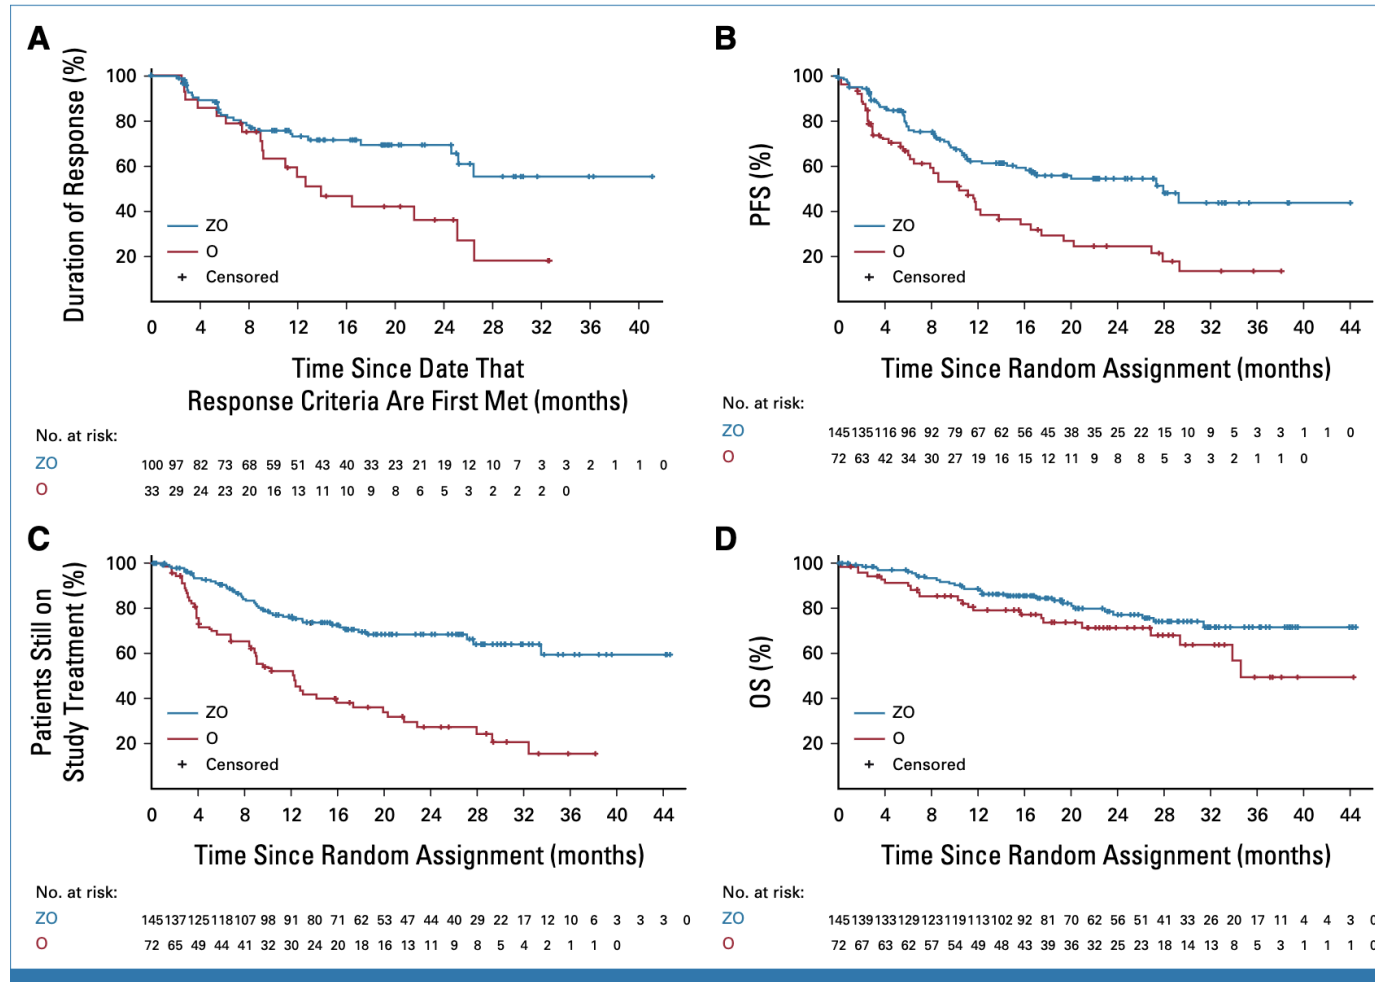 A
Duration of Response (%)
100
80
60
40
20
ZO
O
Censored
0 4 8 12 16 20 24 28 32 36 40
Time Since Date That
Response Criteria Are First Met (months)
No. at risk:
ZO 100 97 82 73 68 59 51 43 40 33 23 21 19 12 10 7 3 3 2 1 1 0
O 33 29 24 23 20 16 13 11 10 9 8 6 5 3 2 2 2 0
B
PFS (%)
100
80
60
40
20
ZO
O
Censored
0 4 8 12 16 20 24 28 32 36 40 44
Time Since Random Assignment (months)
No. at risk:
ZO 145 135 116 96 92 79 67 62 56 45 38 35 25 22 15 10 9 5 3 3 1 1 0
O 72 63 42 34 30 27 19 16 15 12 11 9 8 8 5 3 3 2 1 1 0
C
Patients Still on
Study Treatment (%)
100
80
60
40
20
ZO
O
Censored
0 4 8 12 16 20 24 28 32 36 40 44
Time Since Random Assignment (months)
No. at risk:
ZO 145 137 125 118 107 98 91 80 71 62 53 47 44 40 29 22 17 12 10 6 3 3 3 0
O 72 65 49 44 41 32 30 24 20 18 16 13 11 9 8 5 4 2 1 1 0
D
OS (%)
100
80
60
40
20
ZO
O
Censored
0 4 8 12 16 20 24 28 32 36 40 44
Time Since Random Assignment (months)
No. at risk:
ZO 145 139 133 129 123 119 113 102 92 81 70 62 56 51 41 33 26 20 17 11 4 4 3 0
O 72 67 63 62 57 54 49 48 43 39 36 32 25 23 18 14 13 8 5 3 1 1 1 0